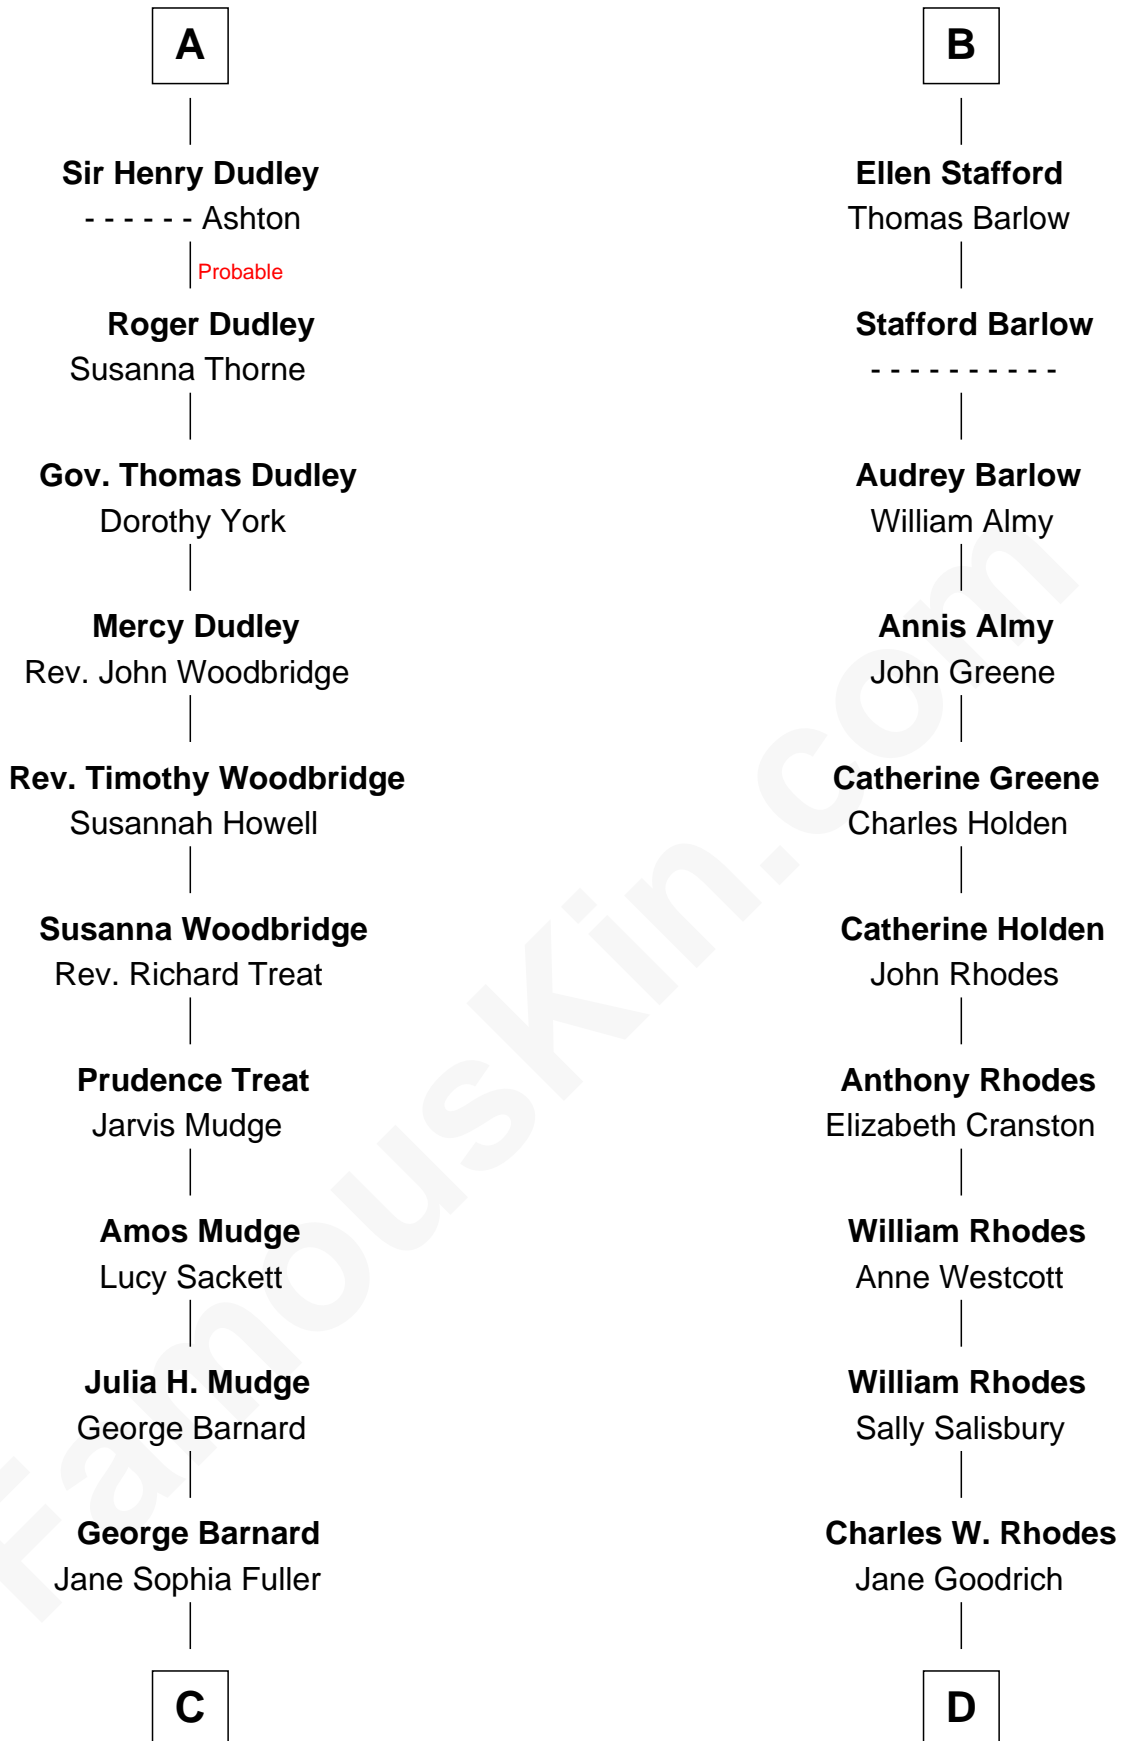 A
Sir Henry Dudley
- - - - - - Ashton
Probable
Roger Dudley
Susanna Thorne
Gov. Thomas Dudley
Dorothy York
Mercy Dudley
Rev. John Woodbridge
Rev. Timothy Woodbridge
Susannah Howell
Susanna Woodbridge
Rev. Richard Treat
Prudence Treat
Jarvis Mudge
Amos Mudge
Lucy Sackett
Julia H. Mudge
George Barnard
George Barnard
Jane Sophia Fuller
C
B
Ellen Stafford
Thomas Barlow
Stafford Barlow
- - - - - - - - - -
Audrey Barlow
William Almy
Annis Almy
John Greene
Catherine Greene
Charles Holden
Catherine Holden
John Rhodes
Anthony Rhodes
Elizabeth Cranston
William Rhodes
Anne Westcott
William Rhodes
Sally Salisbury
Charles W. Rhodes
Jane Goodrich
D
FamousKin.com